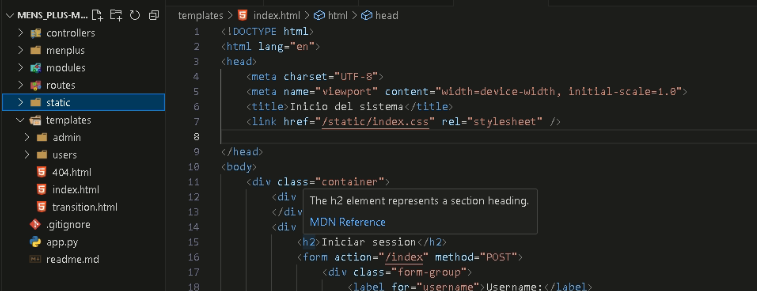 MENS_PLUS-M...
controllers
menplus
modules
routes
static
templates
admin
users
404.html
index.html
transition.html
.gitignore
app.py
readme.md
templates > index.html > html > head
1 <!DOCTYPE html>
2 <html lang="en">
3 <head>
4 <meta charset="UTF-8">
5 <meta name="viewport" content="width=device-width, initial-scale=1.0">
6 <title>Inicio del sistema</title>
7 <link href="/static/index.css" rel="stylesheet" />
8
9 </head>
10 <body>
11 <div class="container">
12 <div
13 </div
14 <div
The h2 element represents a section heading.
MDN Reference
15 <h2>Iniciar session</h2>
16 <form action="/index" method="POST">
17 <div class="form-group">
18 <label for="username">Username:</label>